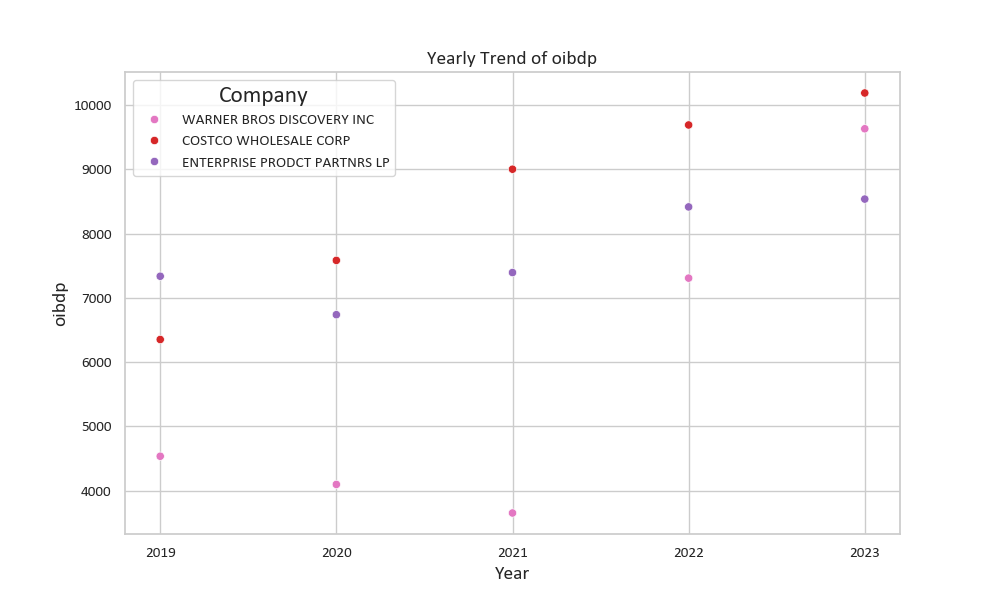 Yearly Trend of oibdp
Company
WARNER BROS DISCOVERY INC
COSTCO WHOLESALE CORP
ENTERPRISE PRODCT PARTNRS LP
10000
9000
8000
7000
6000
5000
4000
oibdp
2019 2020 2021 2022 2023
Year